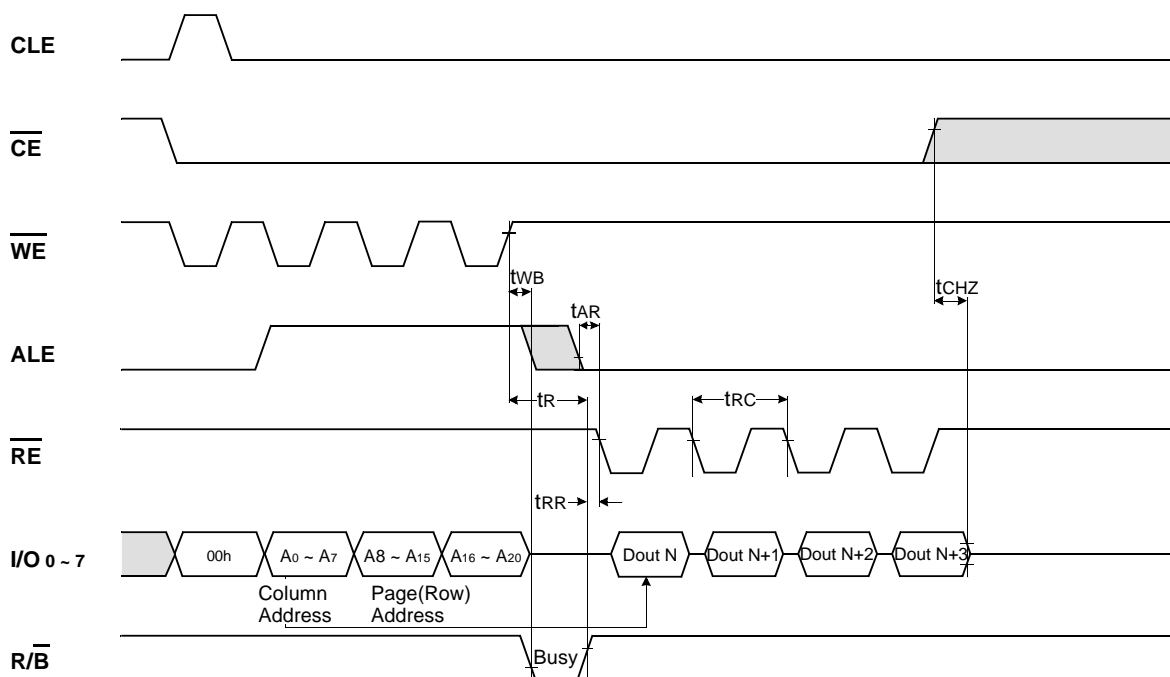 CLE
CE
WE
tWB
tCHZ
tAR
ALE
tR
tRC
RE
tRR
I/O 0 ~ 7
00h
A0 ~ A7
A8 ~ A15
A16 ~ A20
Dout N
Dout N+1
Dout N+2
Dout N+3
Column
Address
Page(Row)
Address
R/B
Busy